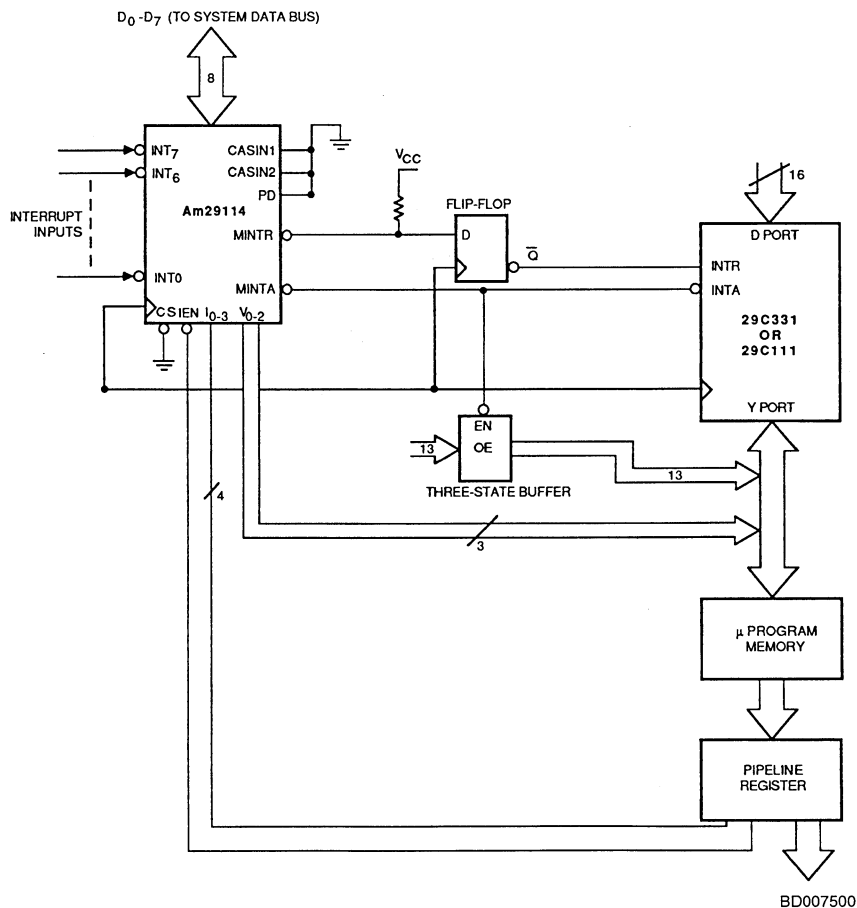 D0-D7 (TO SYSTEM DATA BUS)
8
INT7
INT6
INTERRUPT
INPUTS
INT0
CASIN1
CASIN2
PD
Am29114
MINTR
MINTA
CS IEN I0-3 V0-2
VCC
FLIP-FLOP
D
Q̅
16
D PORT
INTR
INTA
29C331
OR
29C111
Y PORT
EN
OE
13
THREE-STATE BUFFER
13
4
3
μ PROGRAM
MEMORY
PIPELINE
REGISTER
BD007500